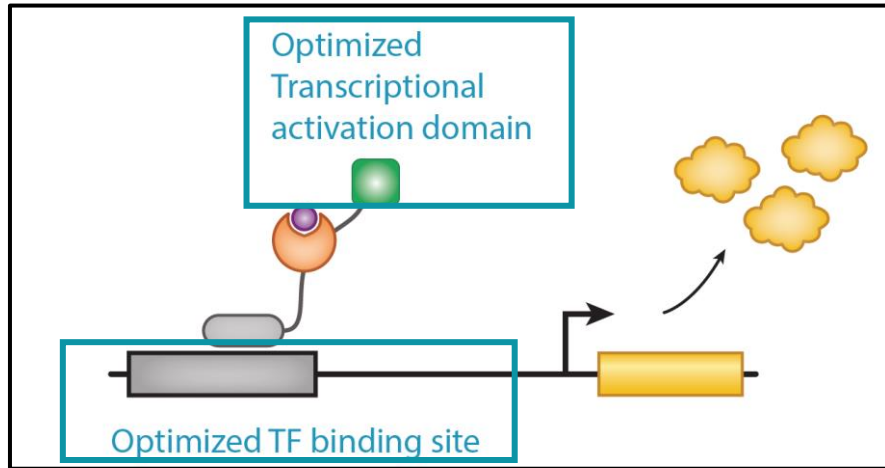 Optimized
Transcriptional
activation domain
Optimized TF binding site